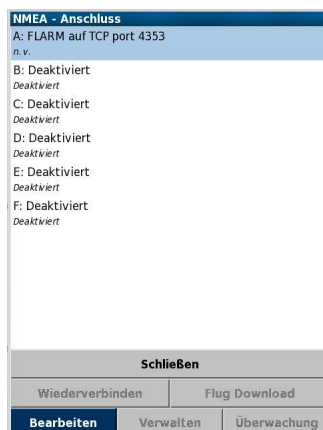 NMEA - Anschluss
A: FLARM auf TCP port 4353
n.v.
B: Deaktiviert
Deaktiviert
C: Deaktiviert
Deaktiviert
D: Deaktiviert
Deaktiviert
E: Deaktiviert
Deaktiviert
F: Deaktiviert
Deaktiviert
Schließen
Wiederverbinden Flug Download
Bearbeiten Verwalten Überwachung